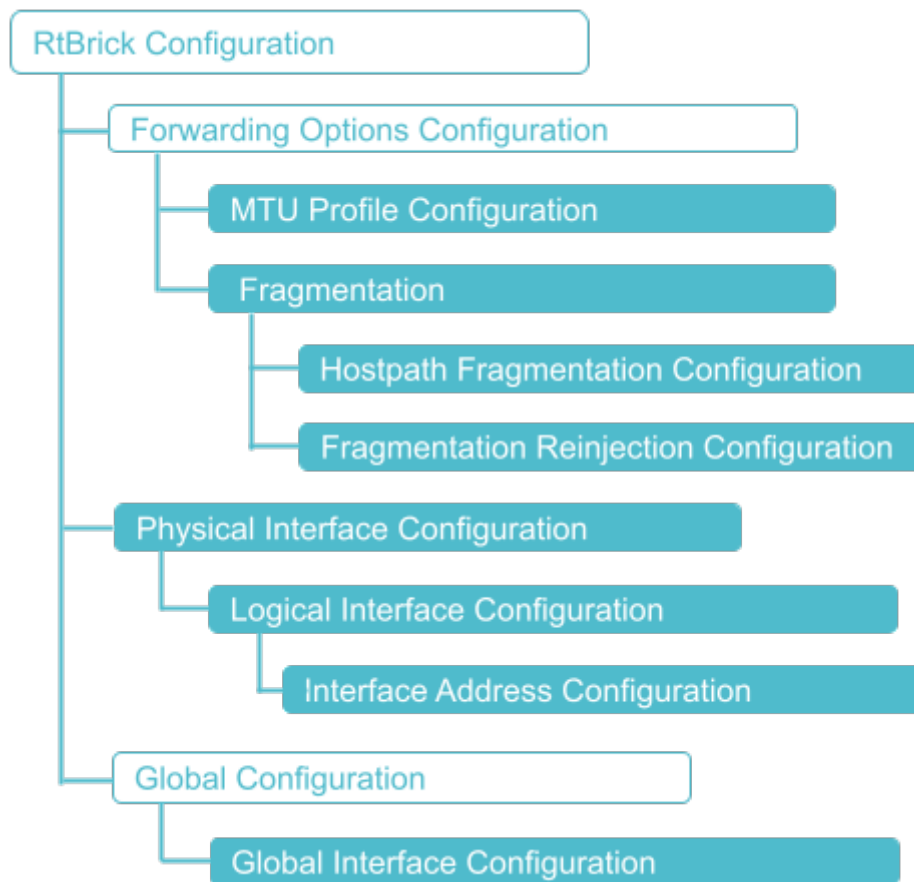 RtBrick Configuration
Forwarding Options Configuration
MTU Profile Configuration
Fragmentation
Hostpath Fragmentation Configuration
Fragmentation Reinjection Configuration
Physical Interface Configuration
Logical Interface Configuration
Interface Address Configuration
Global Configuration
Global Interface Configuration